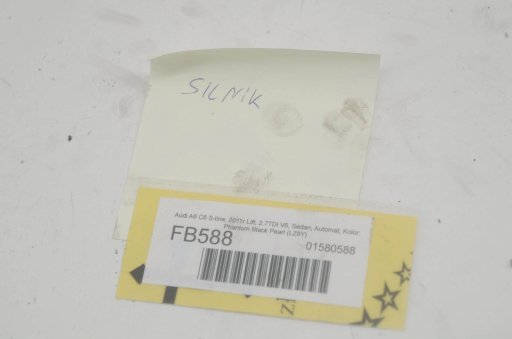 SILNIK
Audi A6 C6 S-line, 2011r Lift, 2.7TDI V6, Sedan, Automat, Kolor:
Phantom Black Pearl (LZ9Y)
FB588
01580588